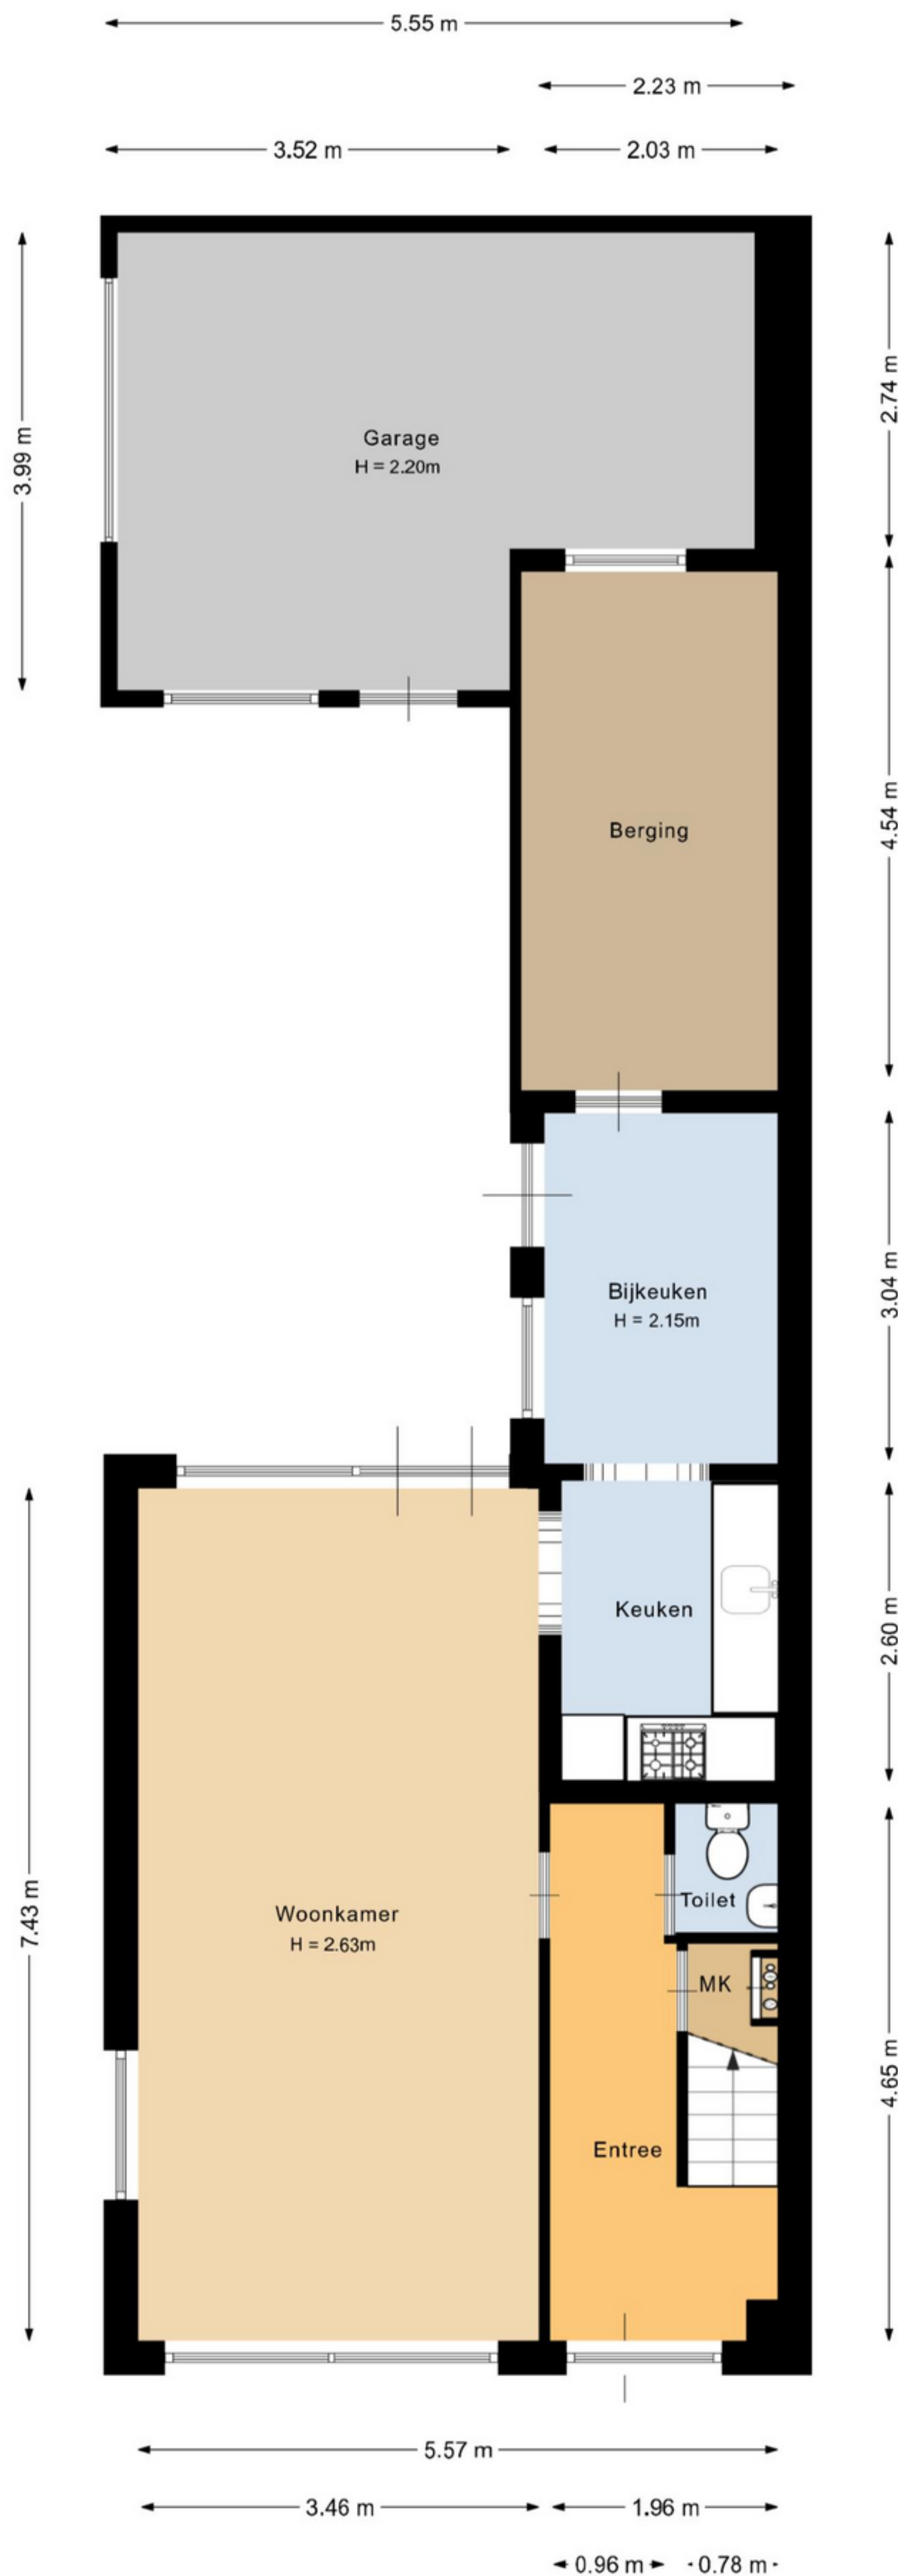 5.55 m
2.23 m
3.52 m
2.03 m
3.99 m
2.74 m
Garage
H = 2.20m
4.54 m
Berging
3.04 m
Bijkeuken
H = 2.15m
2.60 m
Keuken
7.43 m
Woonkamer
H = 2.63m
Toilet
MK
4.65 m
Entree
5.57 m
3.46 m
1.96 m
0.96 m
0.78 m